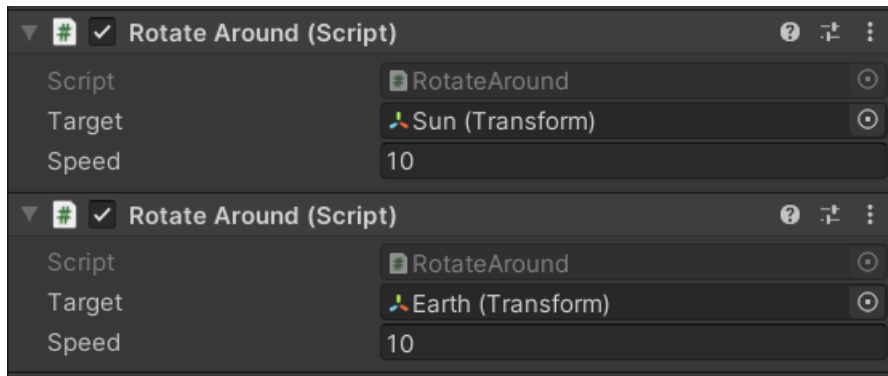 Rotate Around (Script)
Script RotateAround
Target Sun (Transform)
Speed 10
Rotate Around (Script)
Script RotateAround
Target Earth (Transform)
Speed 10